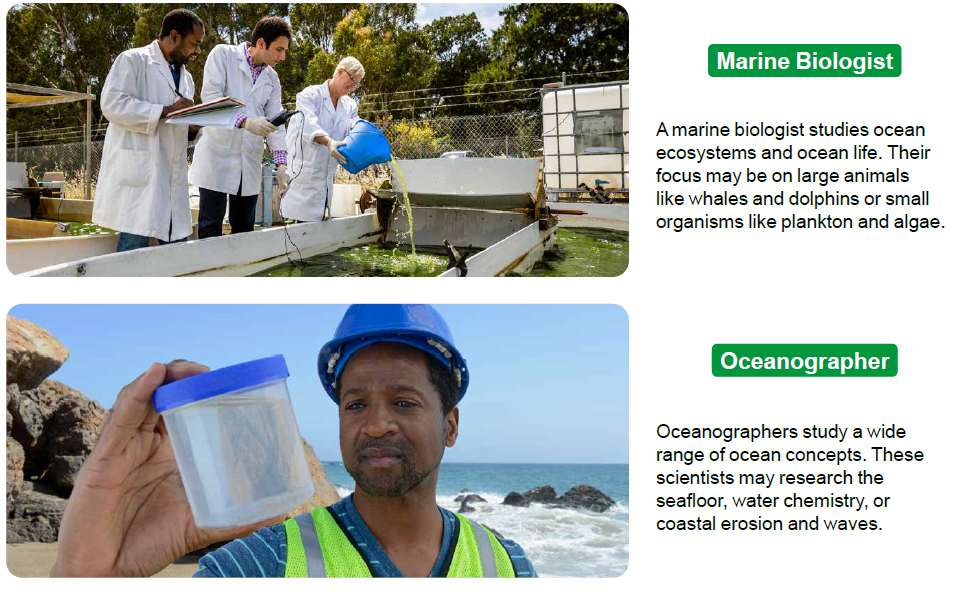 Marine Biologist
A marine biologist studies ocean
ecosystems and ocean life. Their
focus may be on large animals
like whales and dolphins or small
organisms like plankton and algae.
Oceanographer
Oceanographers study a wide
range of ocean concepts. These
scientists may research the
seafloor, water chemistry, or
coastal erosion and waves.